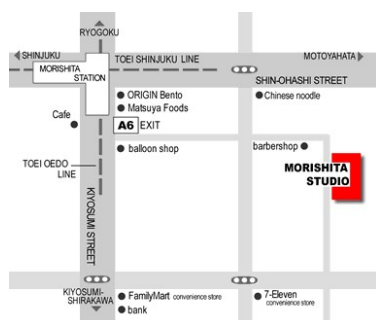 RYOGOKU
SHINJUKU
TOEI SHINJUKU LINE
MOTOYAHATA
MORISHITA
STATION
SHIN-OHASHI STREET
ORIGIN Bento
Chinese noodle
Matsuya Foods
Cafe
A6 EXIT
balloon shop
barbershop
TOEI OEDO
LINE
MORISHITA
STUDIO
KIYOSUMI STREET
KIYOSUMI-
SHIRAKAWA
FamilyMart convenience store
7-Eleven
convenience store
bank